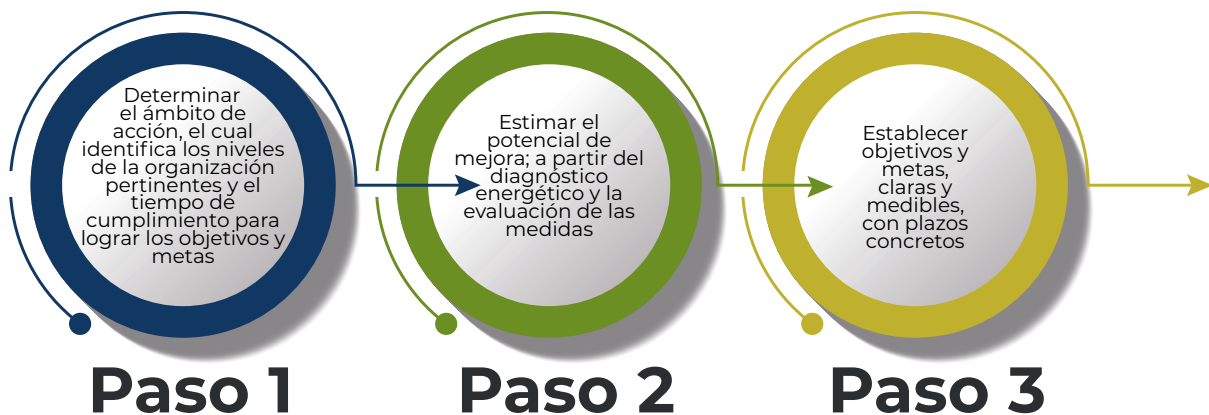 Determinar
el ámbito de
acción, el cual
identifica los niveles
de la organización
pertinentes y el
tiempo de
cumplimiento para
lograr los objetivos y
metas
Paso 1
Estimar el
potencial de
mejora; a partir del
diagnóstico
energético y la
evaluación de las
medidas
Paso 2
Establecer
objetivos y
metas,
claras y
medibles,
con plazos
concretos
Paso 3